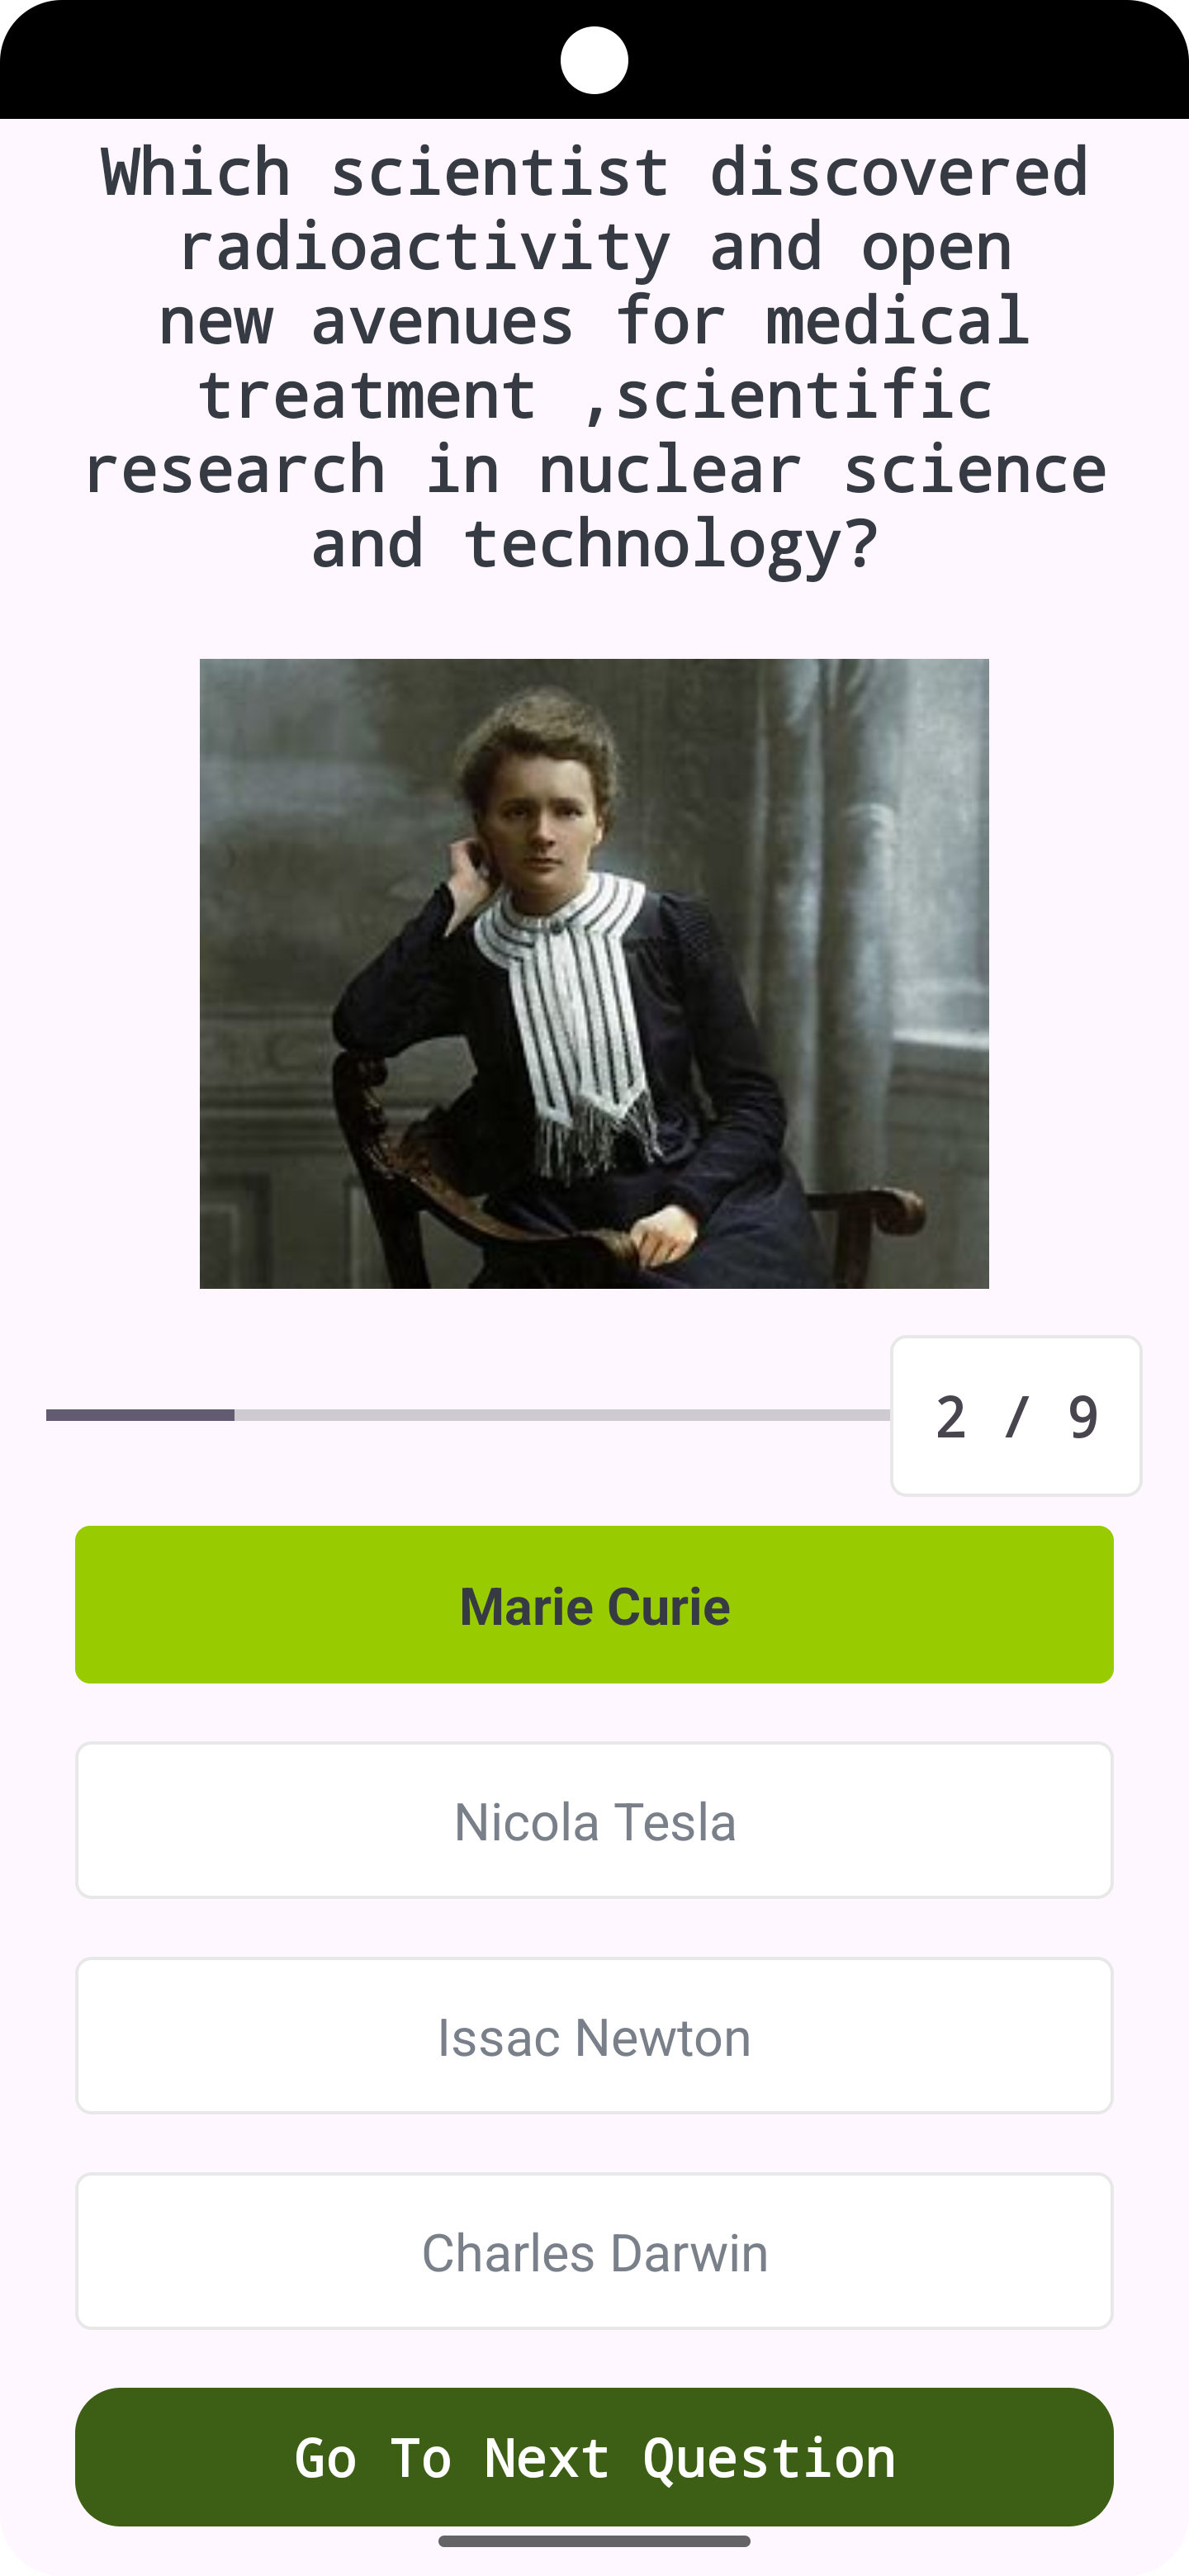 Which scientist discovered
radioactivity and open
new avenues for medical
treatment ,scientific
research in nuclear science
and technology?
2 / 9
Marie Curie
Nicola Tesla
Issac Newton
Charles Darwin
Go To Next Question